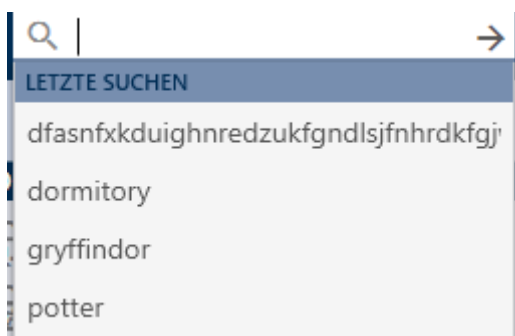 LETZTE SUCHEN
dfasnfxkduighnredzukfgndlsjfnhrdkfgj
dormitory
gryffindor
potter